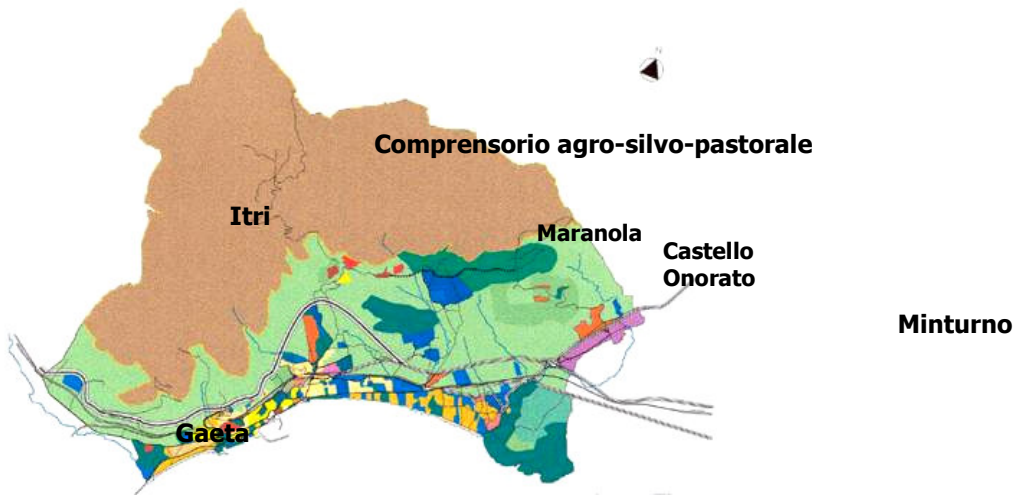 N
Comprensorio agro-silvo-pastorale
Itri
Maranola
Castello
Onorato
Minturno
Gaeta